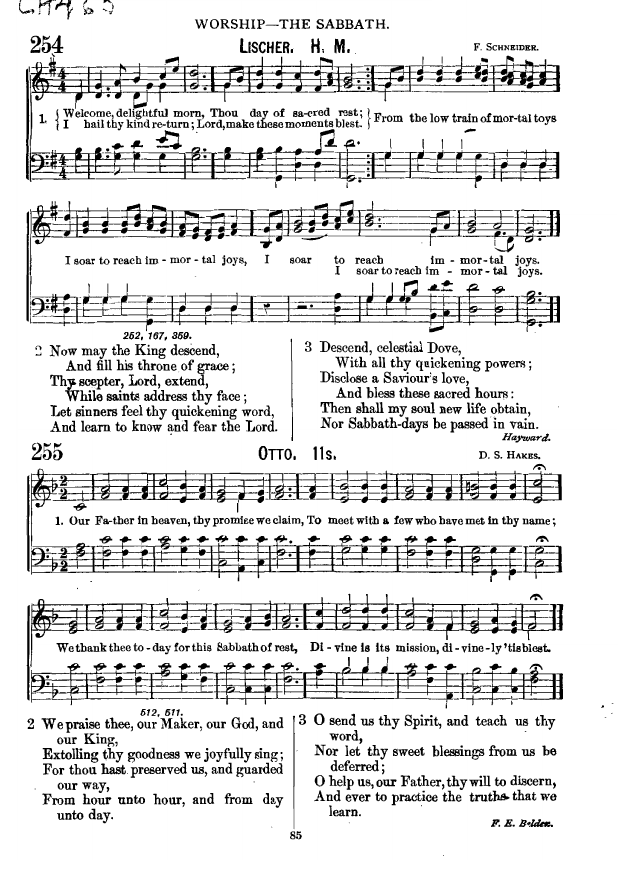 WORSHIP—THE SABBATH.
254
LISCHER. H. M.
F. SCHNEIDER.
1. { Welcome, delightful morn, Thou day of sa-cred rest; } From the low train of mor-tal toys
{ I hail thy kind re-turn; Lord, make these moments blest. }
I soar to reach im - mor - tal joys, I soar to reach im - mor-tal joys.
I soar to reach im - mor-tal joys.
252, 167, 359.
2 Now may the King descend,
And fill his throne of grace;
Thy scepter, Lord, extend,
While saints address thy face;
Let sinners feel thy quickening word,
And learn to know and fear the Lord.
3 Descend, celestial Dove,
With all thy quickening powers;
Disclose a Saviour's love,
And bless these sacred hours:
Then shall my soul new life obtain,
Nor Sabbath-days be passed in vain.
Hayward.
255
OTTO. 11s.
D. S. HAKES.
1. Our Fa-ther in heaven, thy promise we claim, To meet with a few who have met in thy name;
We thank thee to-day for this Sabbath of rest, Di - vine is its mission, di-vine-ly 'tis blest.
512, 511.
2 We praise thee, our Maker, our God, and
our King,
Extolling thy goodness we joyfully sing;
For thou hast preserved us, and guarded
our way,
From hour unto hour, and from day
unto day.
3 O send us thy Spirit, and teach us thy
word,
Nor let thy sweet blessings from us be
deferred;
O help us, our Father, thy will to discern,
And ever to practice the truths that we
learn.
F. E. Belden.
85